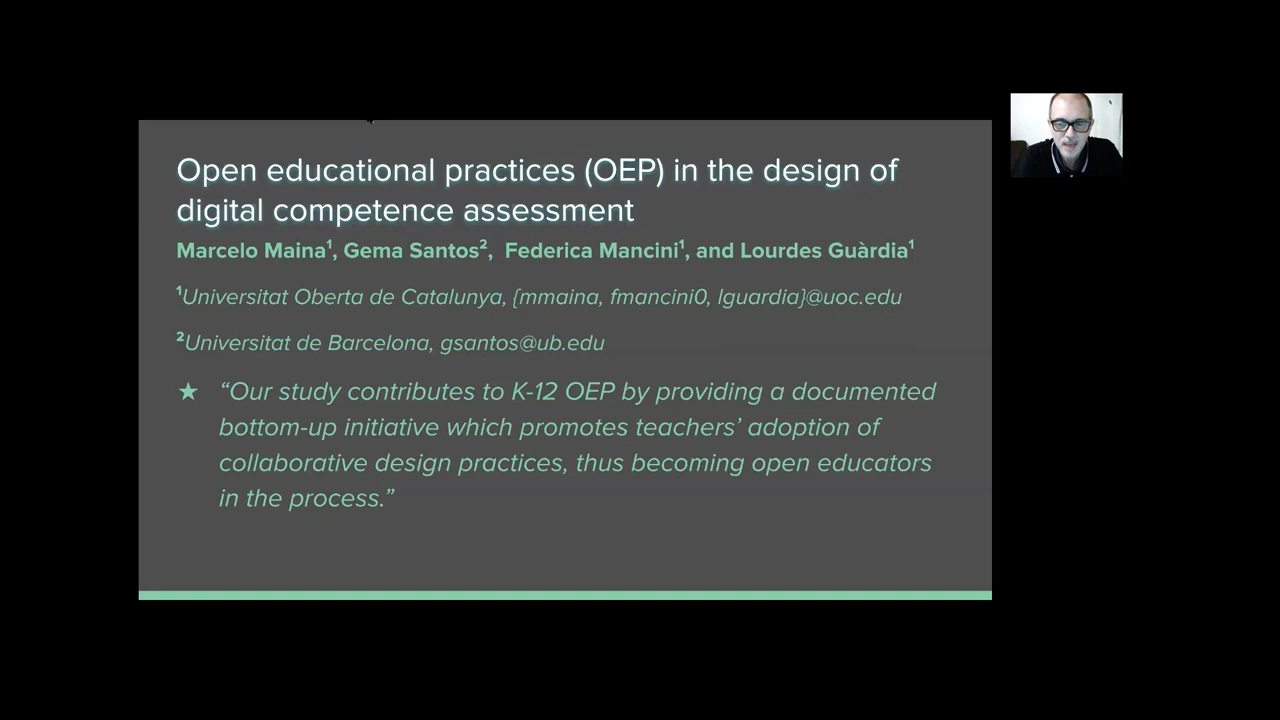 Open educational practices (OEP) in the design of
digital competence assessment
Marcelo Maina¹, Gema Santos², Federica Mancini¹, and Lourdes Guàrdia¹
¹Universitat Oberta de Catalunya, {mmaina, fmancini0, lguardia}@uoc.edu
²Universitat de Barcelona, gsantos@ub.edu
★ “Our study contributes to K-12 OEP by providing a documented
bottom-up initiative which promotes teachers’ adoption of
collaborative design practices, thus becoming open educators
in the process.”